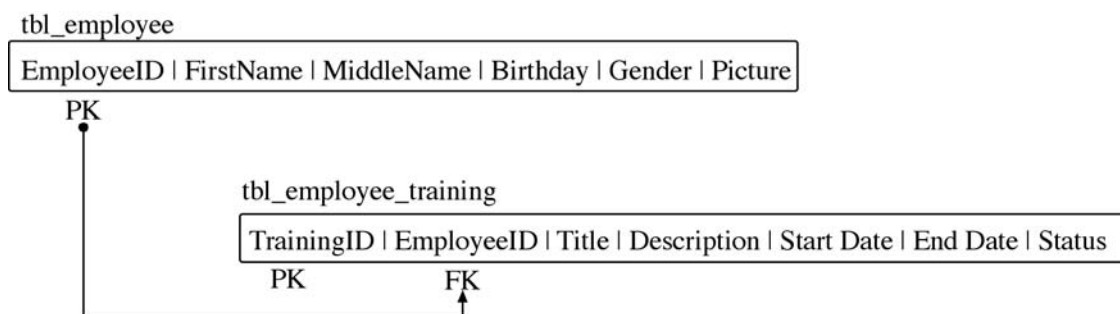 tbl_employee
EmployeeID | FirstName | MiddleName | Birthday | Gender | Picture
PK
tbl_employee_training
TrainingID | EmployeeID | Title | Description | Start Date | End Date | Status
PK FK